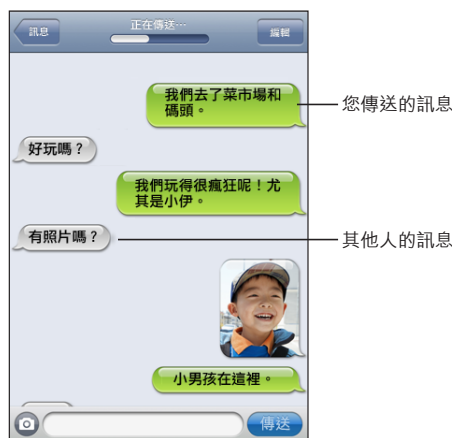 訊息
正在傳送…
編輯
我們去了菜市場和
碼頭。
您傳送的訊息
好玩嗎？
我們玩得很瘋狂呢！尤
其是小伊。
有照片嗎？
其他人的訊息
小男孩在這裡。
傳送